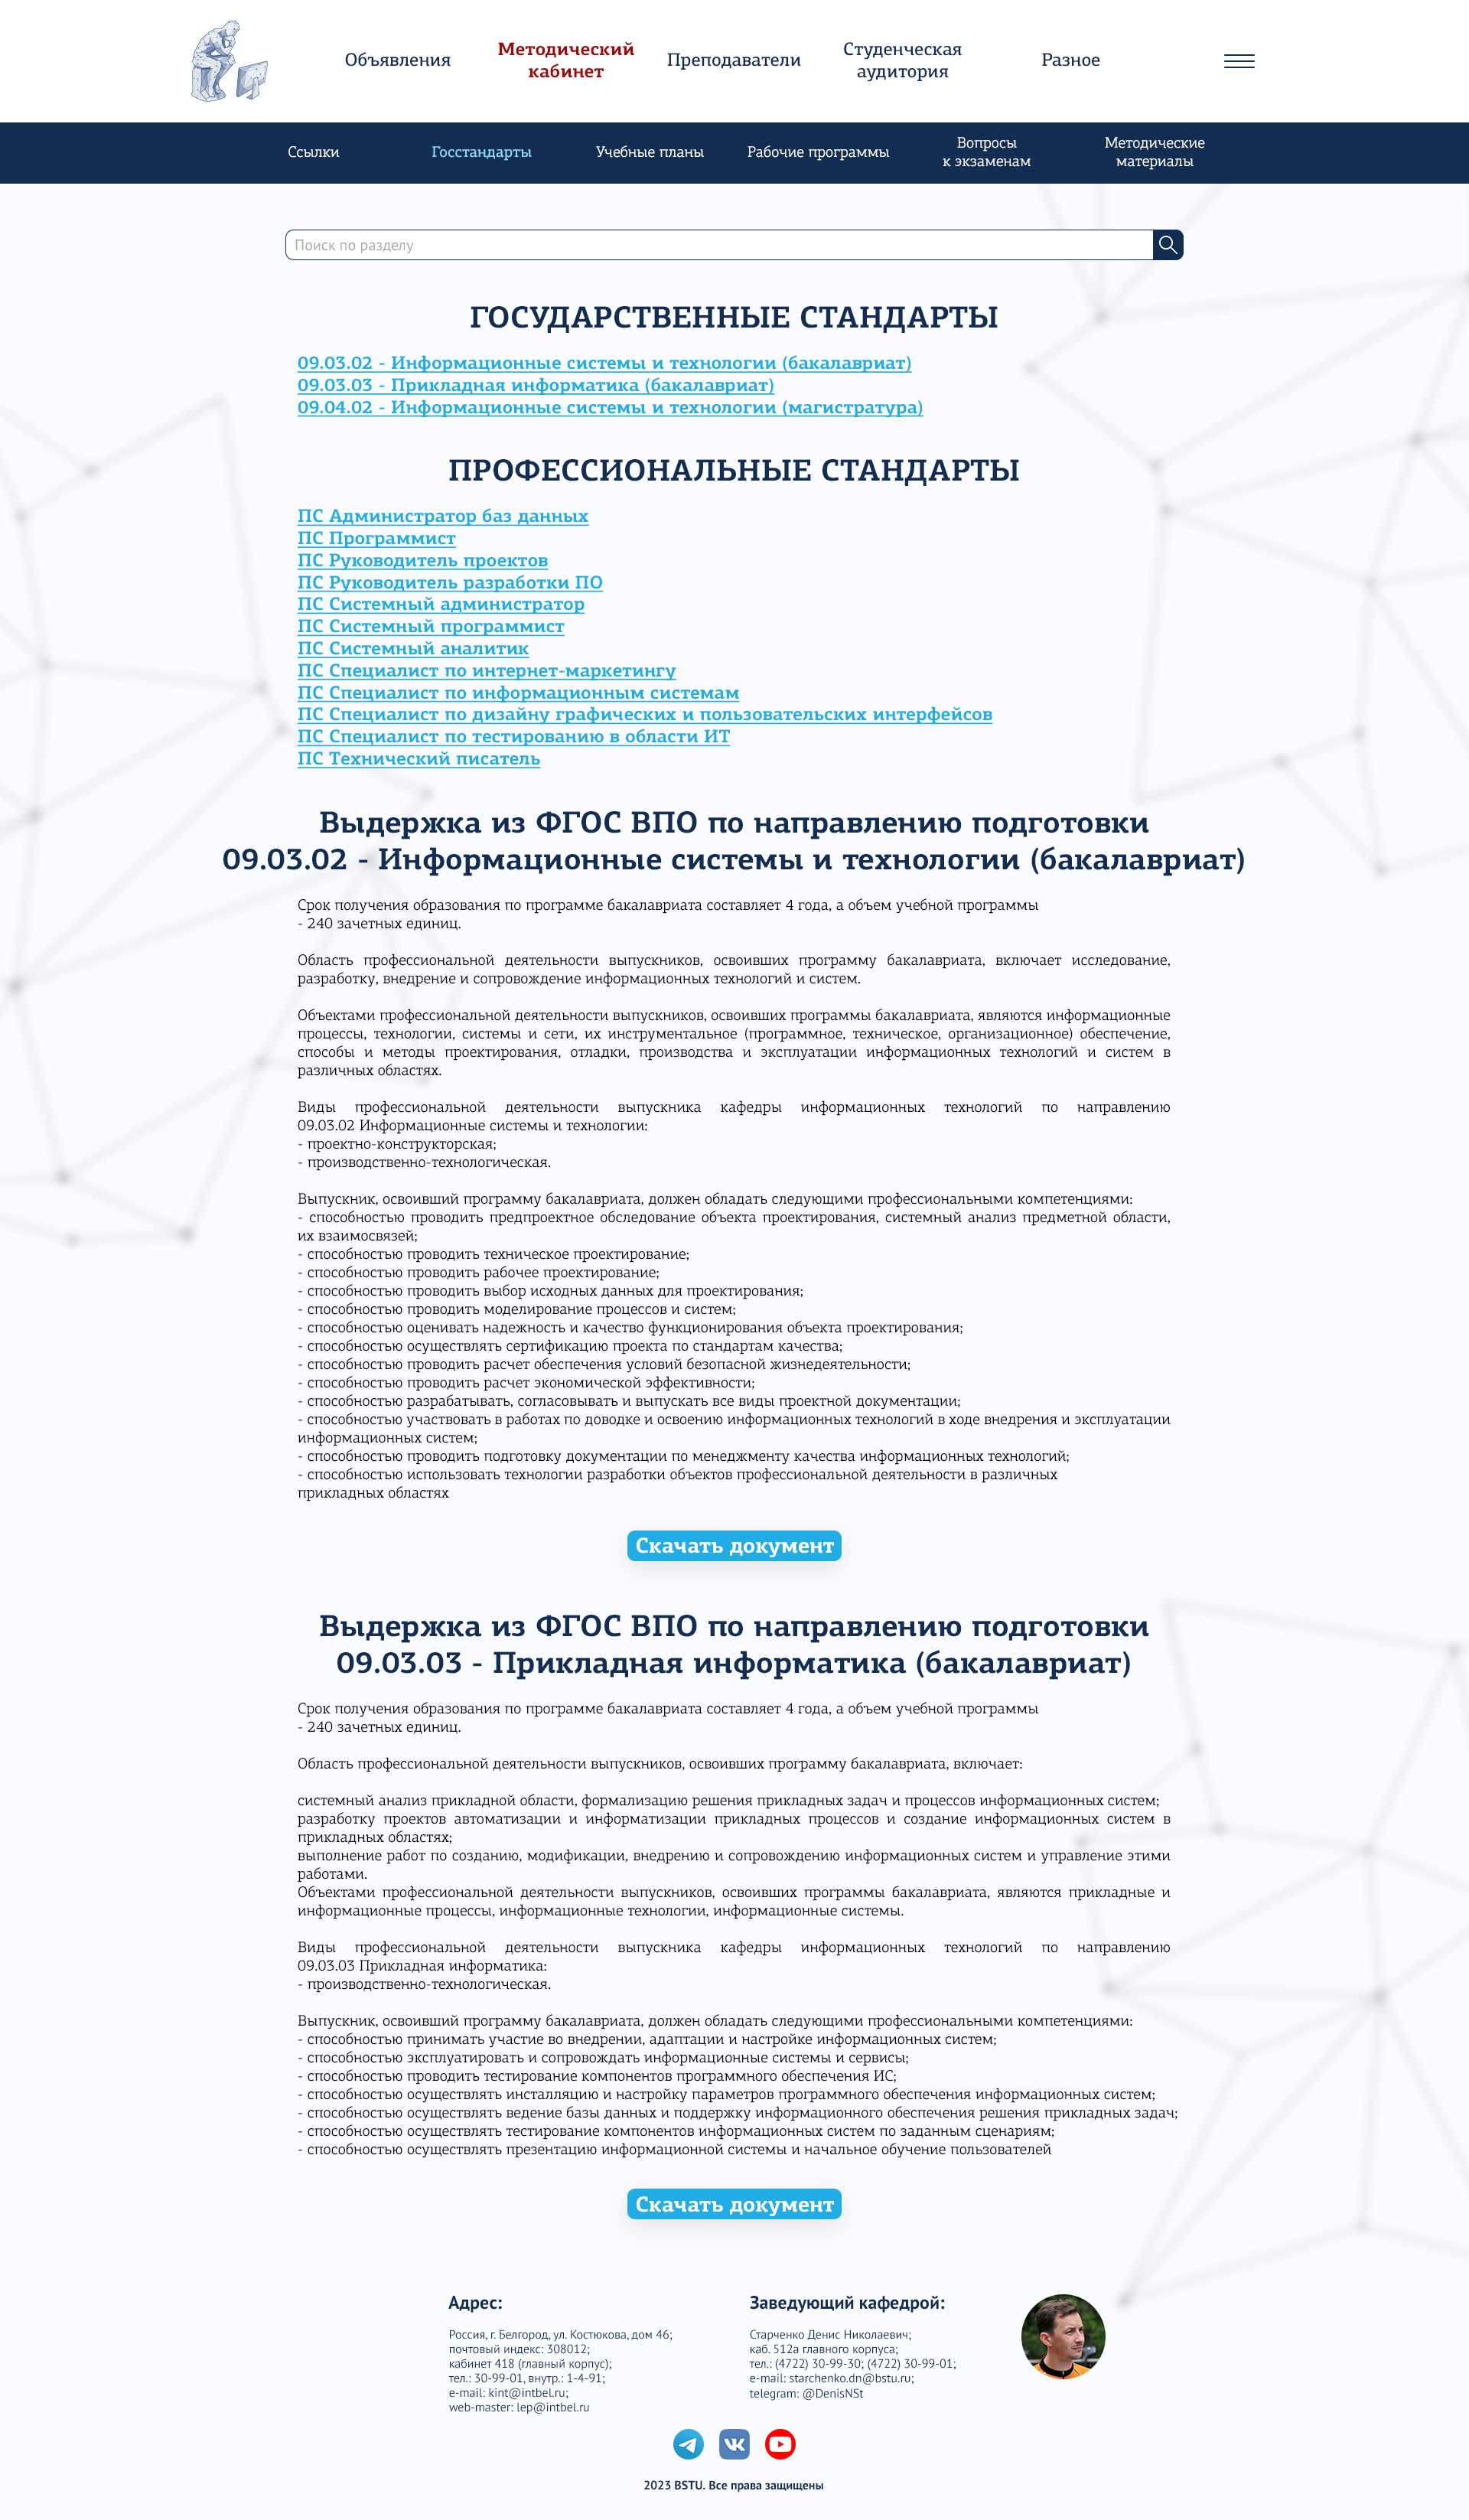 Объявления
Методический
кабинет
Преподаватели
Студенческая
аудитория
Разное
Ссылки
Госстандарты
Учебные планы
Рабочие программы
Вопросы
к экзаменам
Методические
материалы
Поиск по разделу
ГОСУДАРСТВЕННЫЕ СТАНДАРТЫ
09.03.02 - Информационные системы и технологии (бакалавриат)
09.03.03 - Прикладная информатика (бакалавриат)
09.04.02 - Информационные системы и технологии (магистратура)
ПРОФЕССИОНАЛЬНЫЕ СТАНДАРТЫ
ПС Администратор баз данных
ПС Программист
ПС Руководитель проектов
ПС Руководитель разработки ПО
ПС Системный администратор
ПС Системный программист
ПС Системный аналитик
ПС Специалист по интернет-маркетингу
ПС Специалист по информационным системам
ПС Специалист по дизайну графических и пользовательских интерфейсов
ПС Специалист по тестированию в области ИТ
ПС Технический писатель
Выдержка из ФГОС ВПО по направлению подготовки
09.03.02 - Информационные системы и технологии (бакалавриат)
Срок получения образования по программе бакалавриата составляет 4 года, а объем учебной программы
- 240 зачетных единиц.
Область профессиональной деятельности выпускников, освоивших программу бакалавриата, включает исследование,
разработку, внедрение и сопровождение информационных технологий и систем.
Объектами профессиональной деятельности выпускников, освоивших программы бакалавриата, являются информационные
процессы, технологии, системы и сети, их инструментальное (программное, техническое, организационное) обеспечение,
способы и методы проектирования, отладки, производства и эксплуатации информационных технологий и систем в
различных областях.
Виды профессиональной деятельности выпускника кафедры информационных технологий по направлению
09.03.02 Информационные системы и технологии:
- проектно-конструкторская;
- производственно-технологическая.
Выпускник, освоивший программу бакалавриата, должен обладать следующими профессиональными компетенциями:
- способностью проводить предпроектное обследование объекта проектирования, системный анализ предметной области,
их взаимосвязей;
- способностью проводить техническое проектирование;
- способностью проводить рабочее проектирование;
- способностью проводить выбор исходных данных для проектирования;
- способностью проводить моделирование процессов и систем;
- способностью оценивать надежность и качество функционирования объекта проектирования;
- способностью осуществлять сертификацию проекта по стандартам качества;
- способностью проводить расчет обеспечения условий безопасной жизнедеятельности;
- способностью проводить расчет экономической эффективности;
- способностью разрабатывать, согласовывать и выпускать все виды проектной документации;
- способностью участвовать в работах по доводке и освоению информационных технологий в ходе внедрения и эксплуатации
информационных систем;
- способностью проводить подготовку документации по менеджменту качества информационных технологий;
- способностью использовать технологии разработки объектов профессиональной деятельности в различных
прикладных областях
Скачать документ
Выдержка из ФГОС ВПО по направлению подготовки
09.03.03 - Прикладная информатика (бакалавриат)
Срок получения образования по программе бакалавриата составляет 4 года, а объем учебной программы
- 240 зачетных единиц.
Область профессиональной деятельности выпускников, освоивших программу бакалавриата, включает:
системный анализ прикладной области, формализацию решения прикладных задач и процессов информационных систем;
разработку проектов автоматизации и информатизации прикладных процессов и создание информационных систем в
прикладных областях;
выполнение работ по созданию, модификации, внедрению и сопровождению информационных систем и управление этими
работами.
Объектами профессиональной деятельности выпускников, освоивших программы бакалавриата, являются прикладные и
информационные процессы, информационные технологии, информационные системы.
Виды профессиональной деятельности выпускника кафедры информационных технологий по направлению
09.03.03 Прикладная информатика:
- производственно-технологическая.
Выпускник, освоивший программу бакалавриата, должен обладать следующими профессиональными компетенциями:
- способностью принимать участие во внедрении, адаптации и настройке информационных систем;
- способностью эксплуатировать и сопровождать информационные системы и сервисы;
- способностью проводить тестирование компонентов программного обеспечения ИС;
- способностью осуществлять инсталляцию и настройку параметров программного обеспечения информационных систем;
- способностью осуществлять ведение базы данных и поддержку информационного обеспечения решения прикладных задач;
- способностью осуществлять тестирование компонентов информационных систем по заданным сценариям;
- способностью осуществлять презентацию информационной системы и начальное обучение пользователей
Скачать документ
Адрес:
Россия, г. Белгород, ул. Костюкова, дом 46;
почтовый индекс: 308012;
кабинет 418 (главный корпус);
тел.: 30-99-01, внутр.: 1-4-91;
e-mail: kint@intbel.ru;
web-master: lep@intbel.ru
Заведующий кафедрой:
Старченко Денис Николаевич;
каб. 512а главного корпуса;
тел.: (4722) 30-99-30; (4722) 30-99-01;
e-mail: starchenko.dn@bstu.ru;
telegram: @DenisNSt
2023 BSTU. Все права защищены